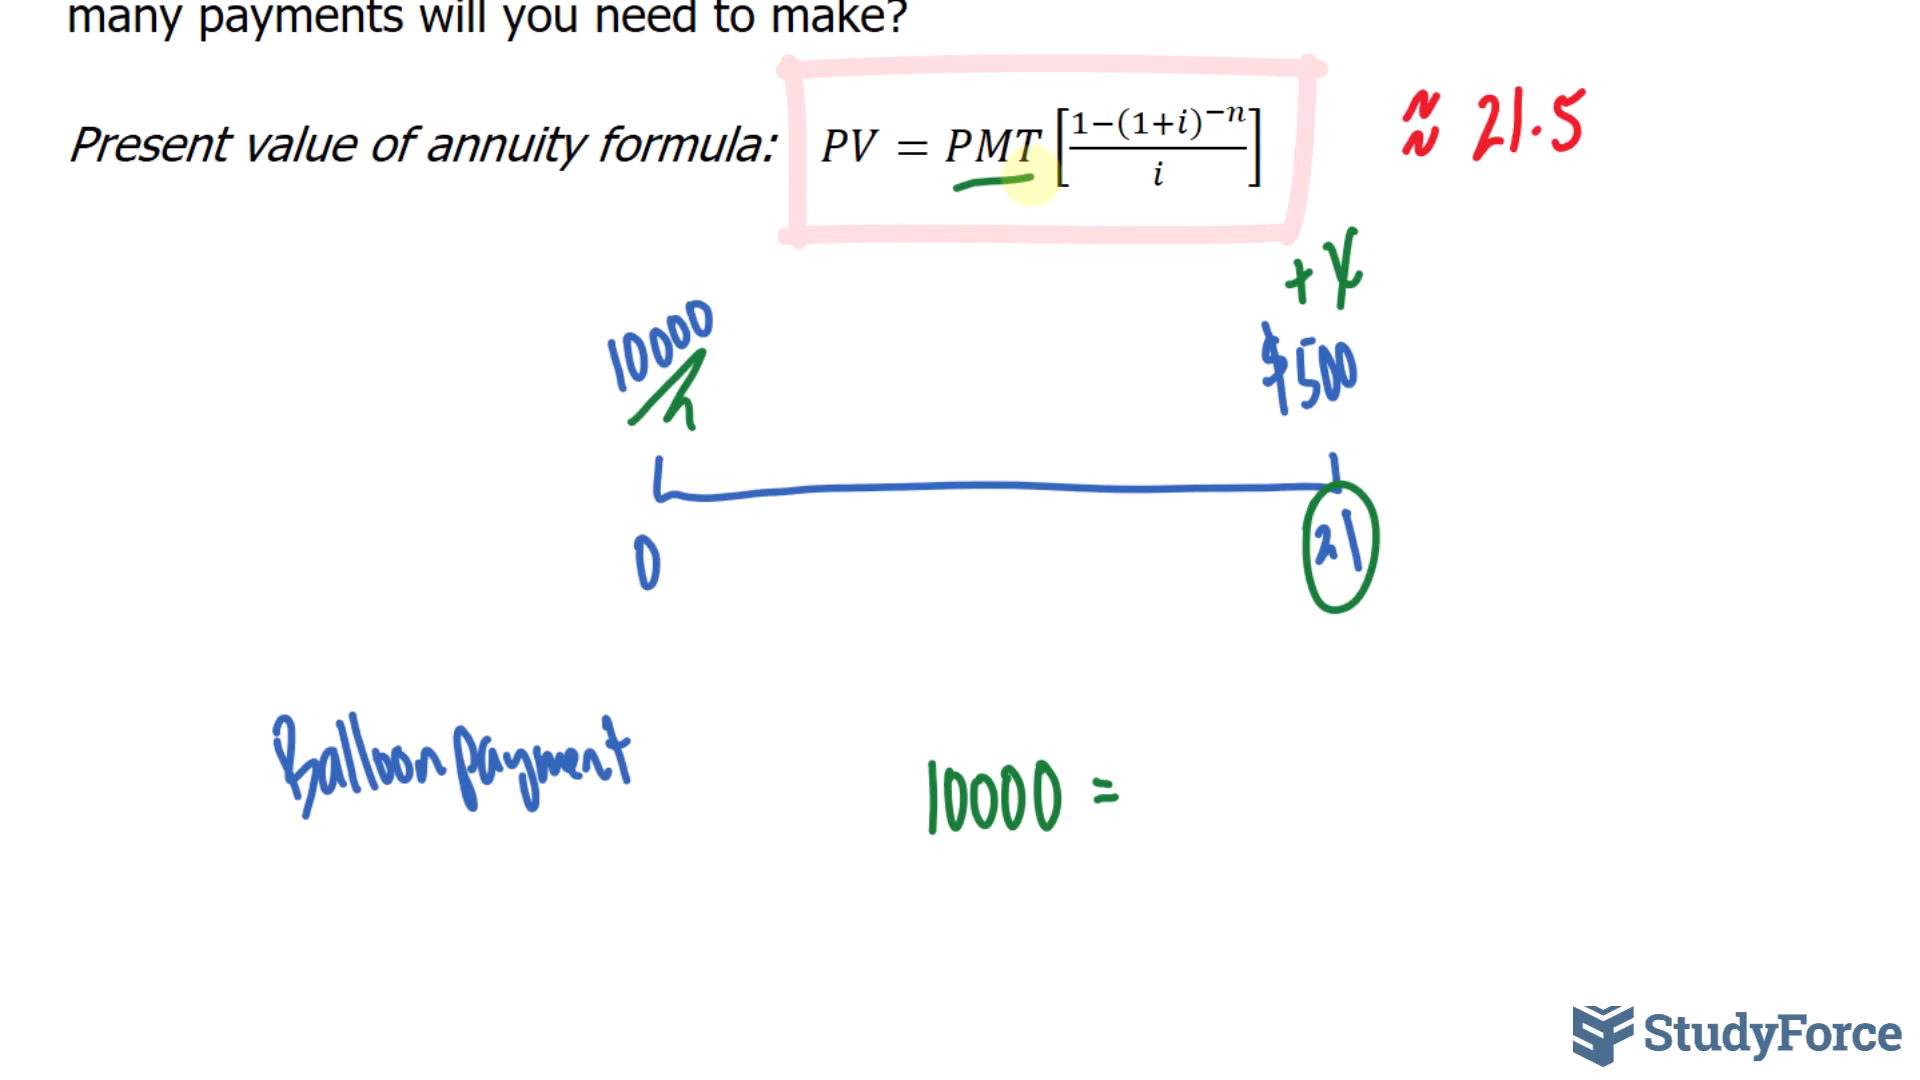 many payments will you need to make?
Present value of annuity formula: PV = PMT [1−(1+i)⁻ⁿ / i] ≈ 21.5
+ X
10000
$500
0
21
Balloon payment
10000 =
StudyForce